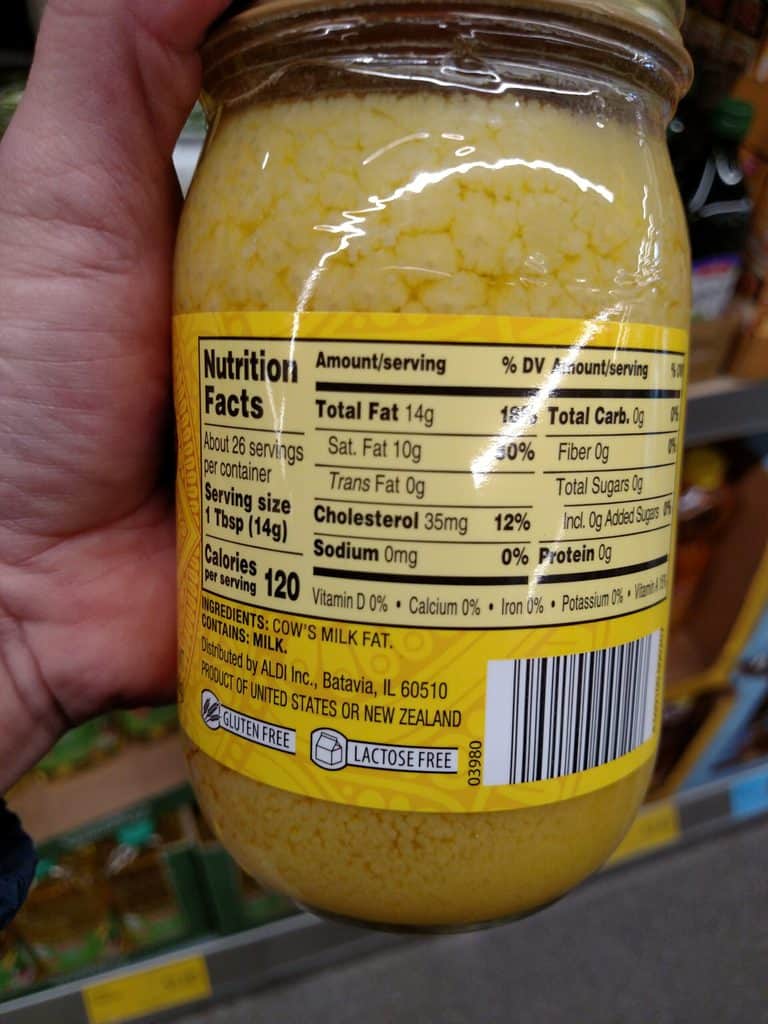 Nutrition
Facts
About 26 servings
per container
Serving size
1 Tbsp (14g)
Calories
per serving 120
Amount/serving % DV
Total Fat 14g 18%
Sat. Fat 10g 50%
Trans Fat 0g
Cholesterol 35mg 12%
Sodium 0mg 0%
Amount/serving
Total Carb. 0g 0%
Fiber 0g 0%
Total Sugars 0g
Incl. 0g Added Sugars 0%
Protein 0g
Vitamin D 0% • Calcium 0% • Iron 0% • Potassium 0% • Vitamin A
INGREDIENTS: COW'S MILK FAT.
CONTAINS: MILK.
Distributed by ALDI Inc., Batavia, IL 60510
PRODUCT OF UNITED STATES OR NEW ZEALAND
GLUTEN FREE
LACTOSE FREE
03980